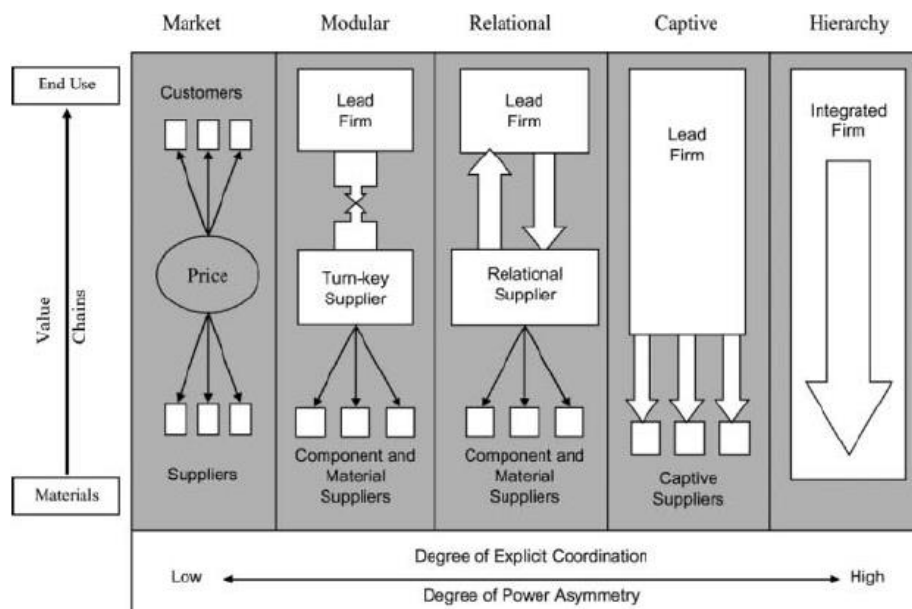 Market
Modular
Relational
Captive
Hierarchy
End Use
Value
Chains
Materials
Customers
Price
Suppliers
Lead
Firm
Turn-key
Supplier
Component and
Material
Suppliers
Lead
Firm
Relational
Supplier
Component and
Material
Suppliers
Lead
Firm
Captive
Suppliers
Integrated
Firm
Degree of Explicit Coordination
Low
High
Degree of Power Asymmetry